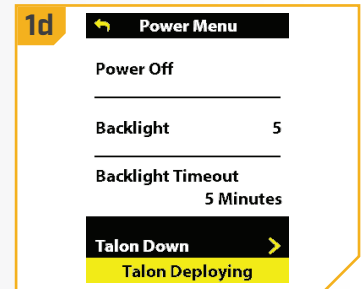 1d
Power Menu
Power Off
Backlight 5
Backlight Timeout
5 Minutes
Talon Down
Talon Deploying